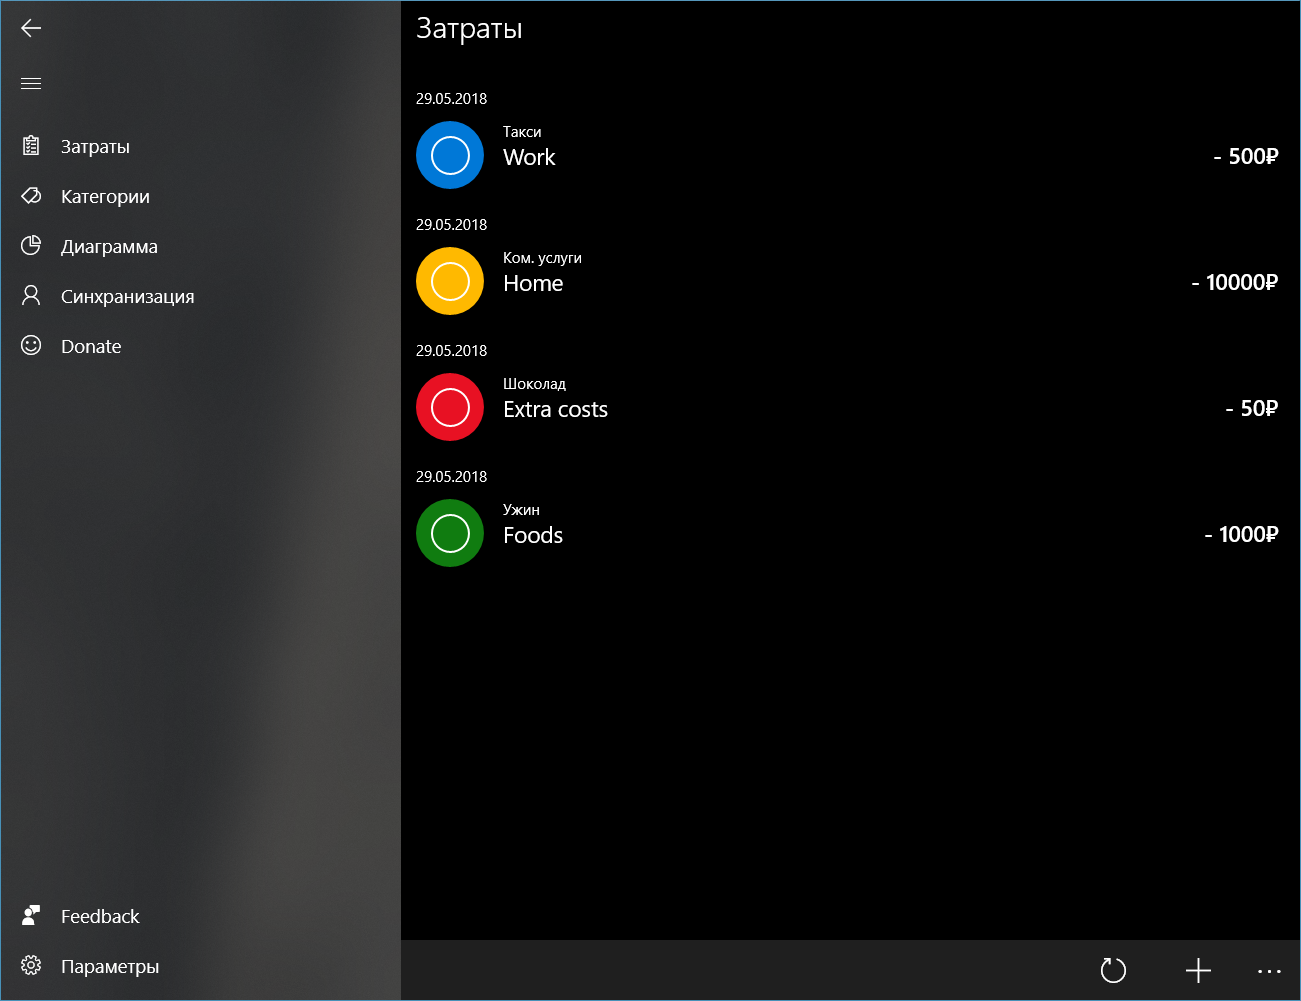 Затраты
Категории
Диаграмма
Синхранизация
Donate
Feedback
Параметры
Затраты
29.05.2018
Такси
Work
- 500₽
29.05.2018
Ком. услуги
Home
- 10000₽
29.05.2018
Шоколад
Extra costs
- 50₽
29.05.2018
Ужин
Foods
- 1000₽